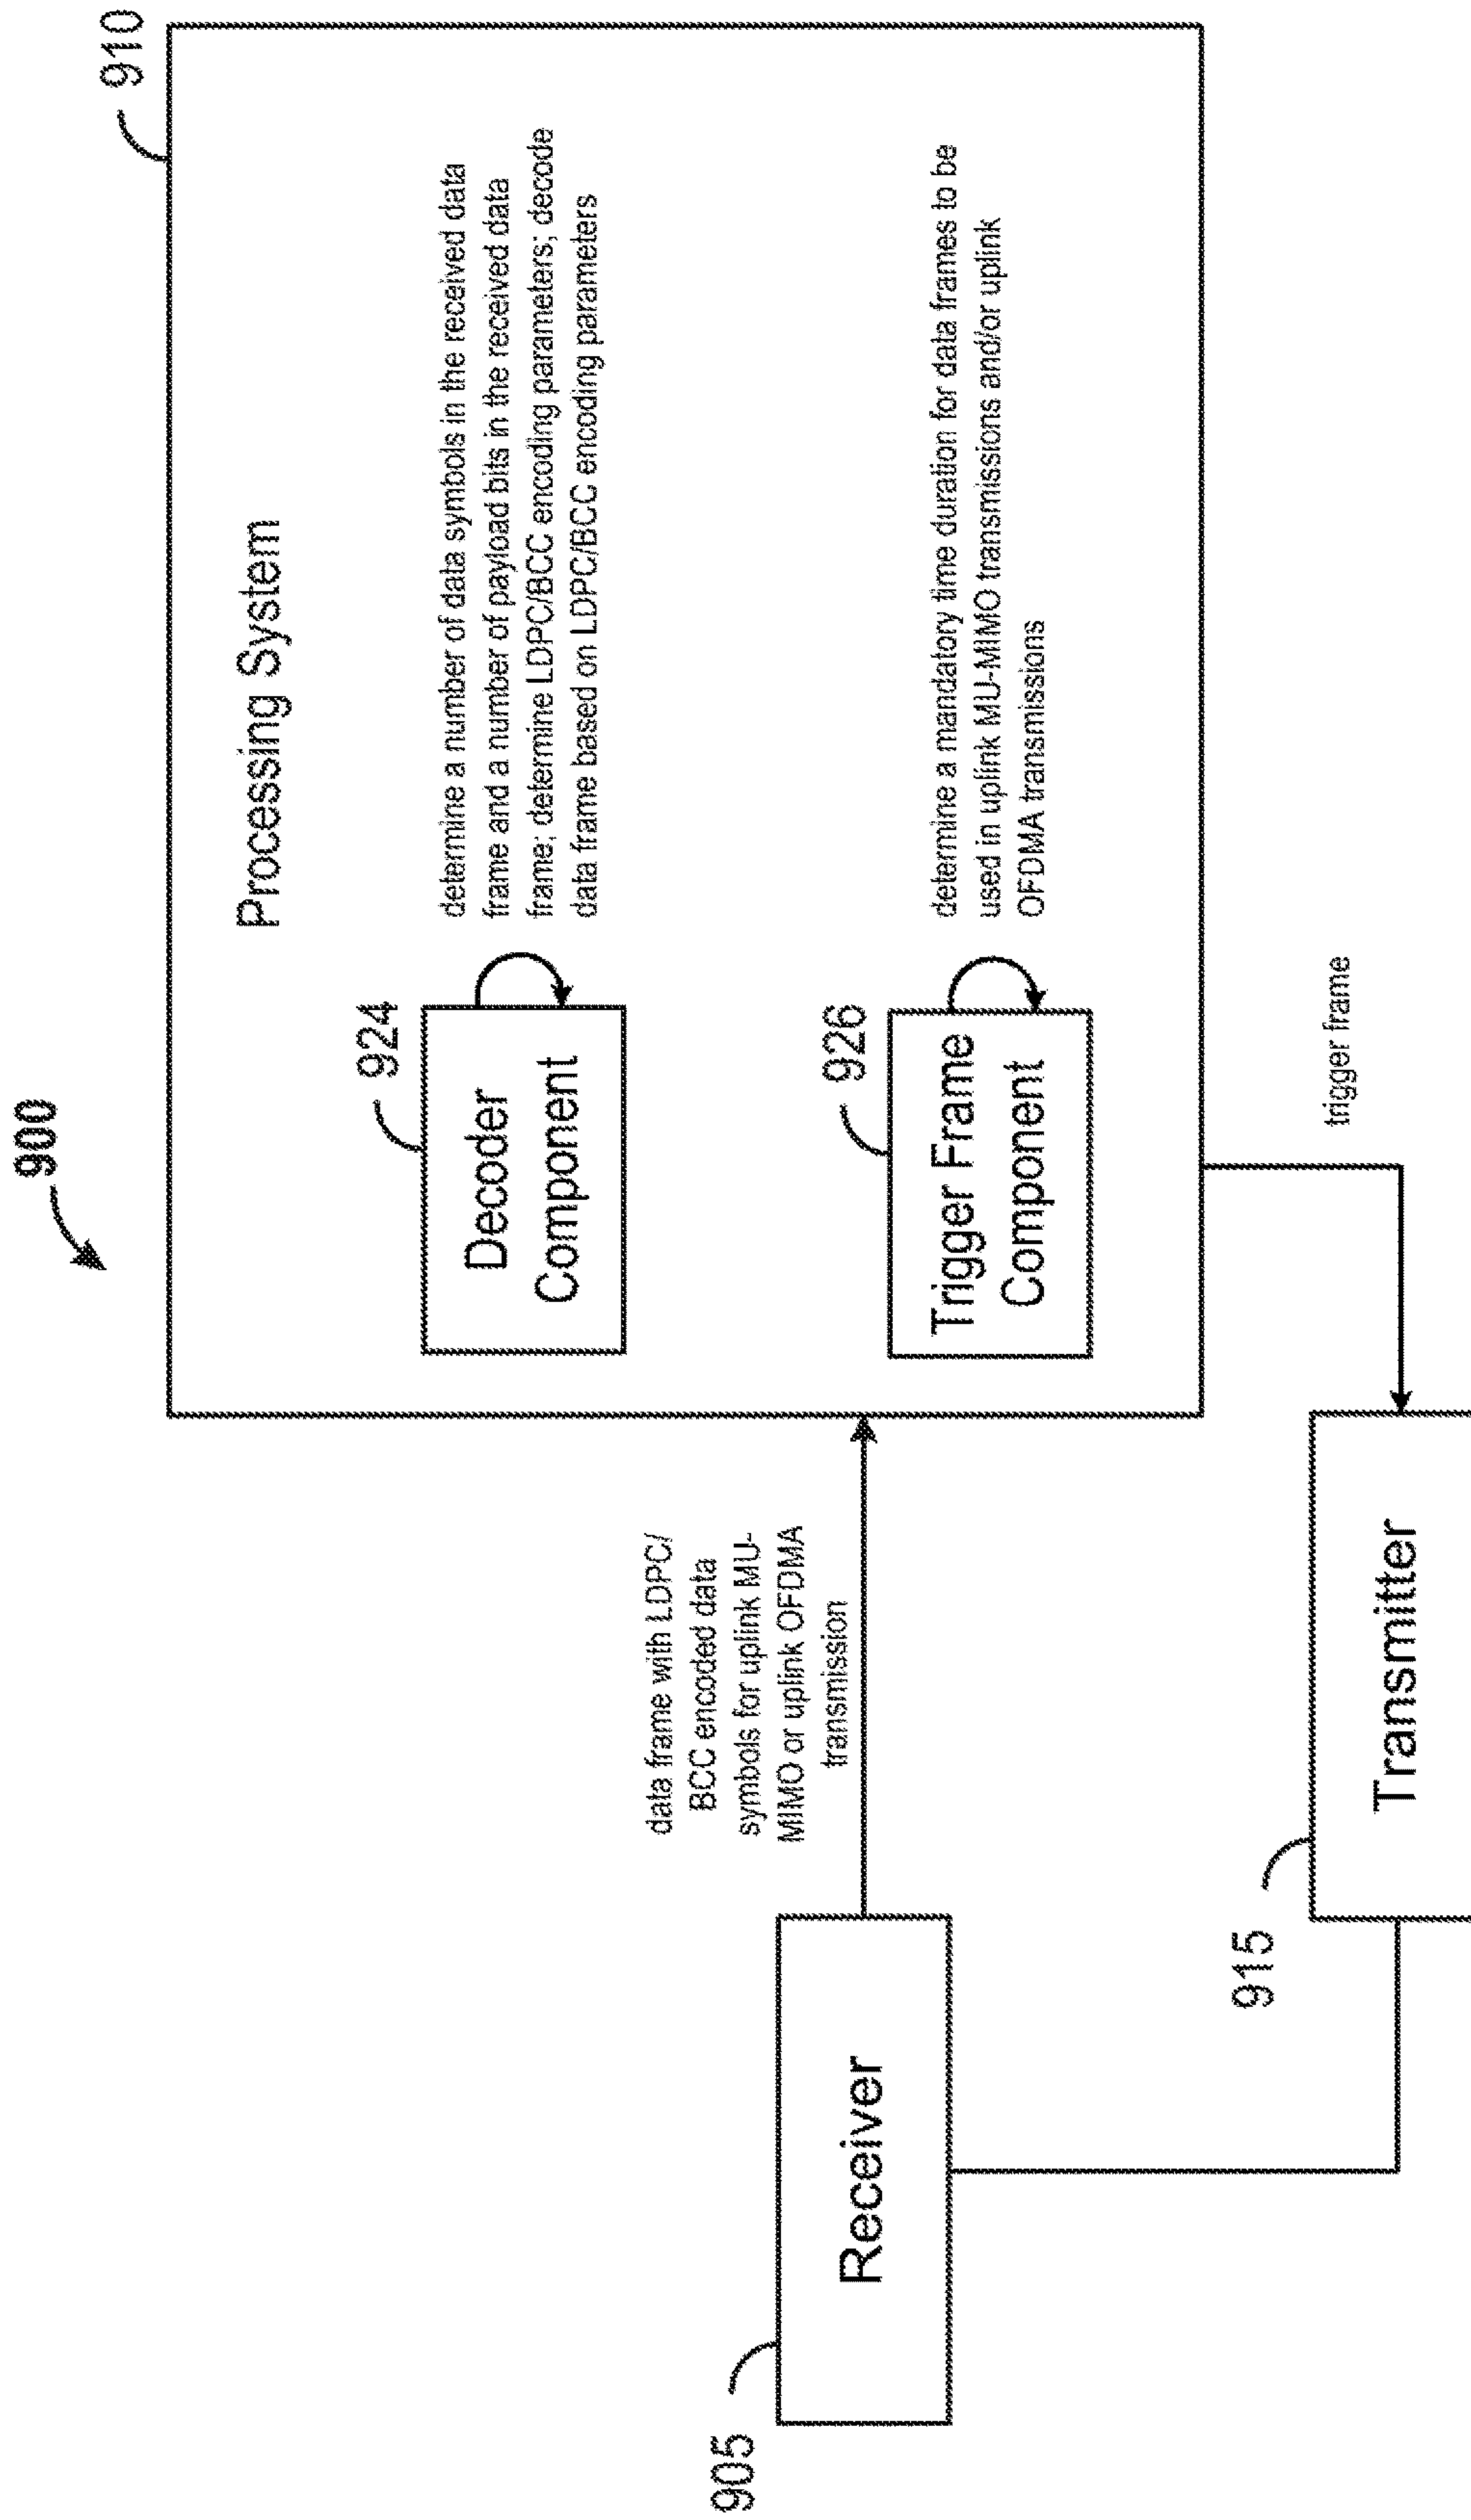 900
910
Processing System
924
Decoder
Component
determine a number of data symbols in the received data
frame and a number of payload bits in the received data
frame; determine LDPC/BCC encoding parameters; decode
data frame based on LDPC/BCC encoding parameters
926
Trigger Frame
Component
determine a mandatory time duration for data frames to be
used in uplink MU-MIMO transmissions and/or uplink
OFDMA transmissions
data frame with LDPC/
BCC encoded data
symbols for uplink MU-
MIMO or uplink OFDMA
transmission
905
Receiver
trigger frame
915
Transmitter